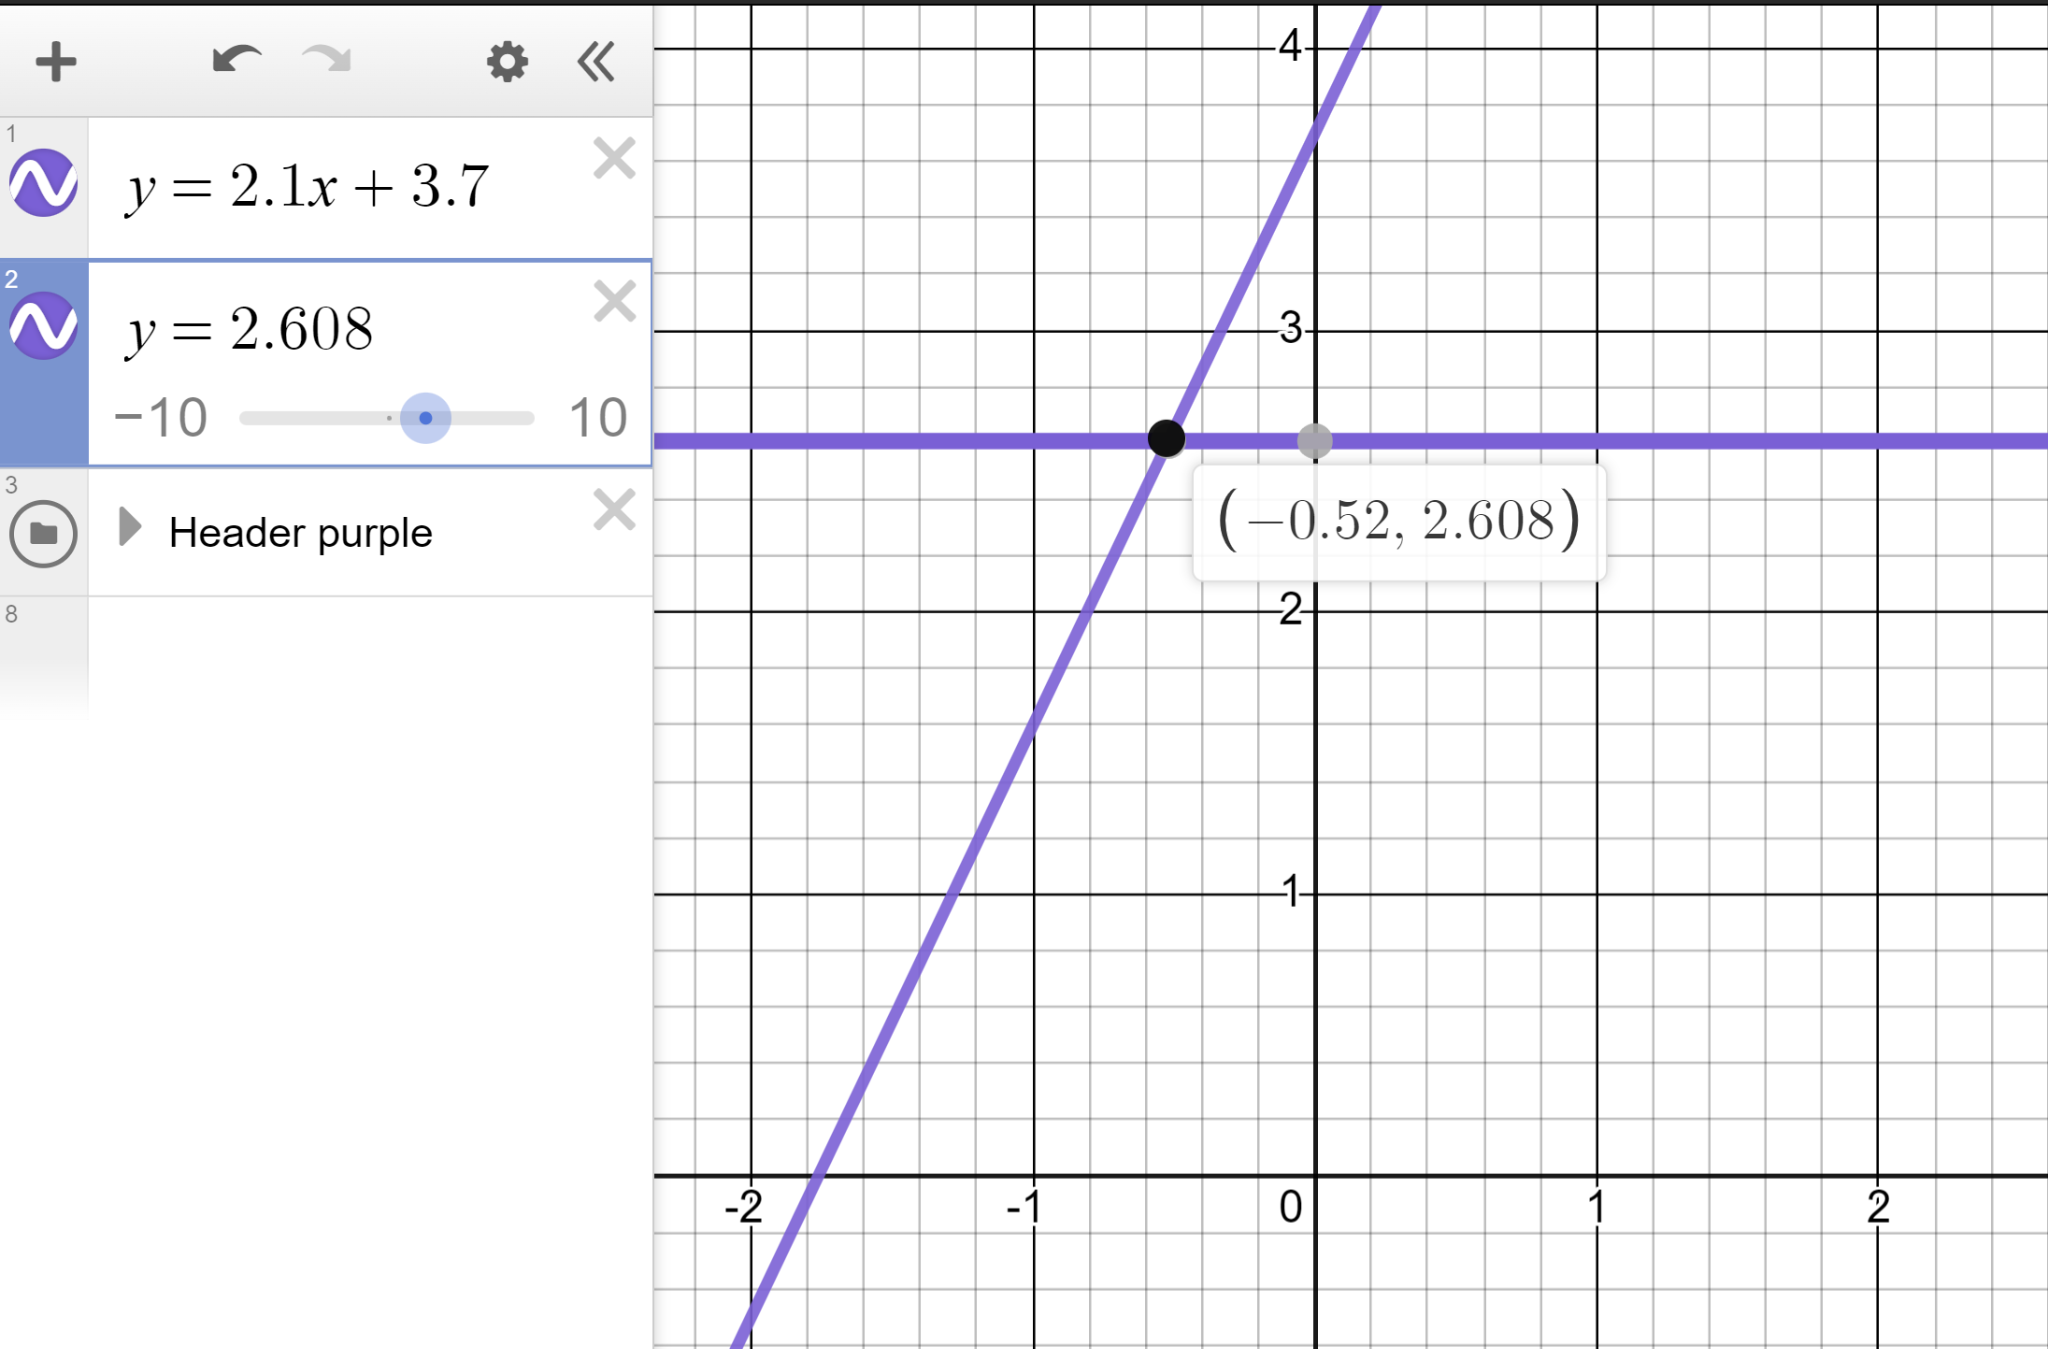 1
y = 2.1x + 3.7
2
y = 2.608
−10 10
3
Header purple
8
4
3
(−0.52, 2.608)
2
1
-2 -1 0 1 2